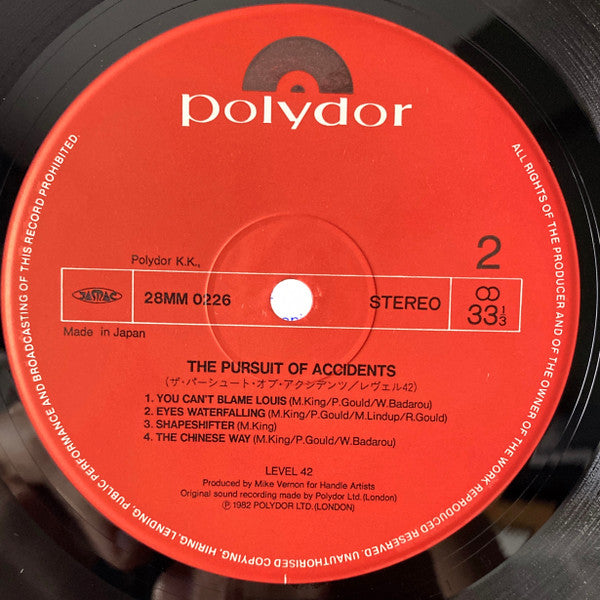 polydor
2
Polydor K.K.,
JASRAC
28MM 0226
STEREO
33 1/3
Made in Japan
THE PURSUIT OF ACCIDENTS
(ザ・パーシュート・オブ・アクシデンツ/レヴェル42)
1. YOU CAN'T BLAME LOUIS (M.King/P.Gould/W.Badarou)
2. EYES WATERFALLING (M.King/P.Gould/M.Lindup/R.Gould)
3. SHAPESHIFTER (M.King)
4. THE CHINESE WAY (M.King/P.Gould/W.Badarou)
LEVEL 42
Produced by Mike Vernon for Handle Artists
Original sound recording made by Polydor Ltd.(London)
Ⓟ 1982 POLYDOR LTD.(LONDON)
ALL RIGHTS OF THE PRODUCER AND OF THE OWNER OF THE WORK REPRODUCED RESERVED. UNAUTHORISED COPYING, HIRING, LENDING, PUBLIC PERFORMANCE AND BROADCASTING OF THIS RECORD PROHIBITED.